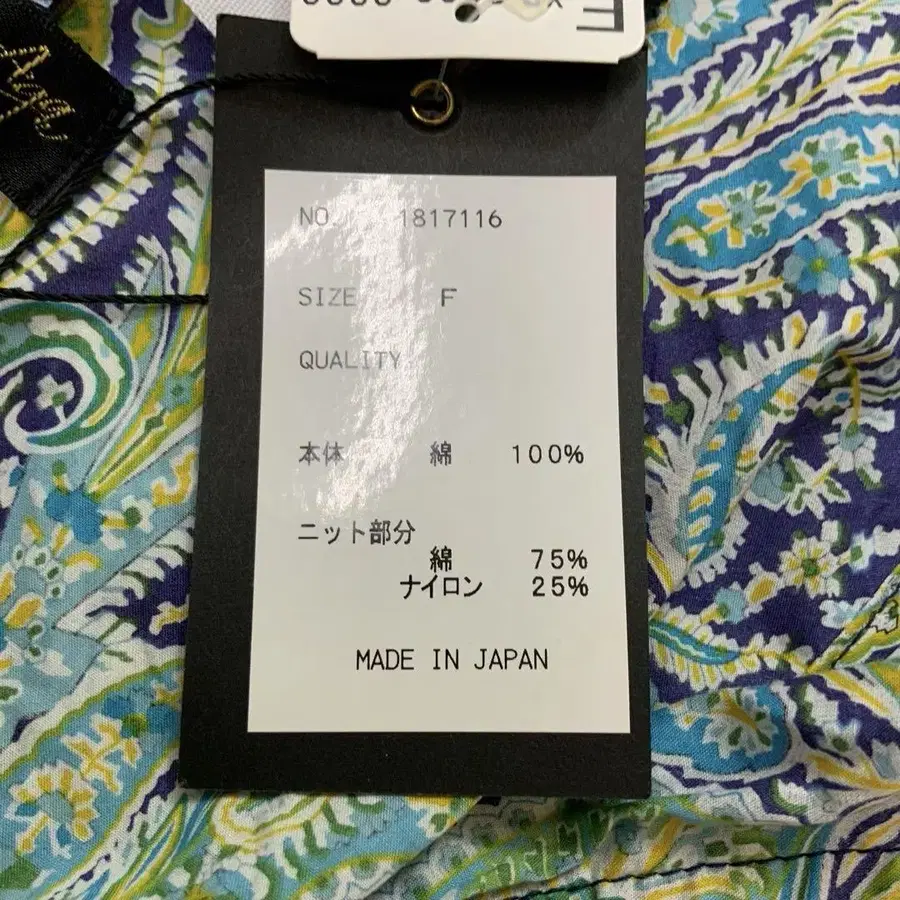 NO. 1817116
SIZE F
QUALITY
本体 綿 100%
ニット部分
綿 75%
ナイロン 25%
MADE IN JAPAN